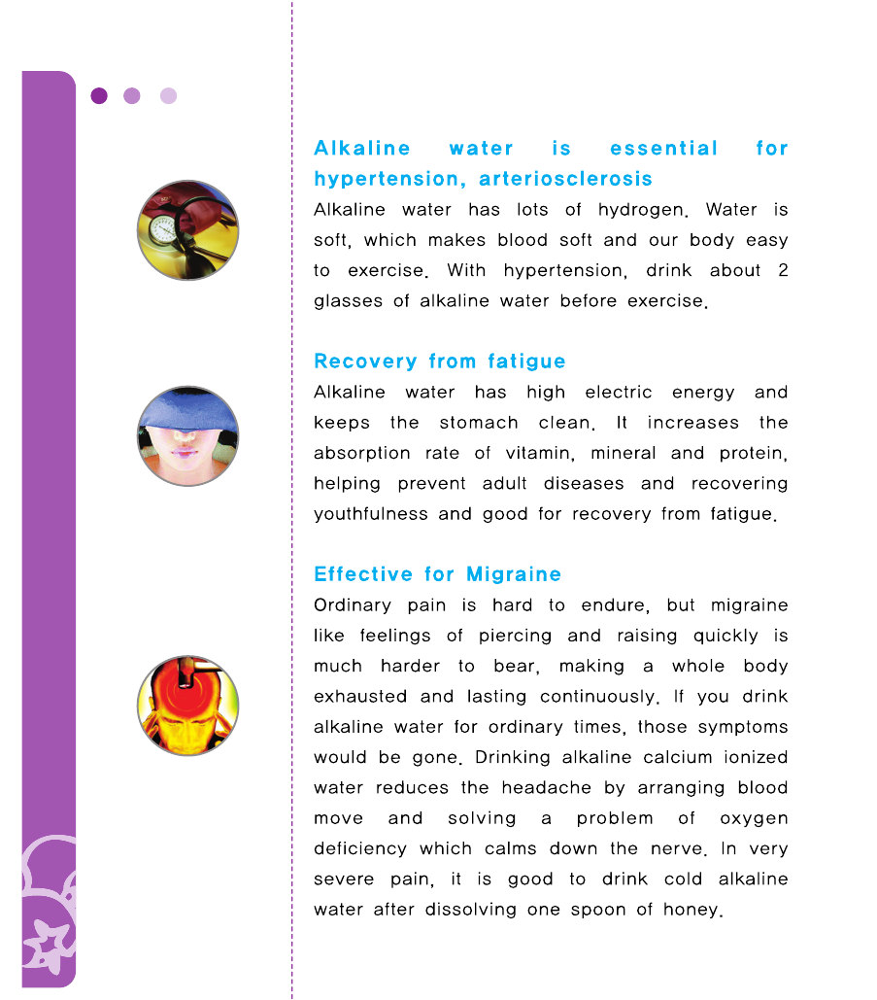 Alkaline water is essential for
hypertension, arteriosclerosis
Alkaline water has lots of hydrogen. Water is
soft, which makes blood soft and our body easy
to exercise. With hypertension, drink about 2
glasses of alkaline water before exercise.
Recovery from fatigue
Alkaline water has high electric energy and
keeps the stomach clean. It increases the
absorption rate of vitamin, mineral and protein,
helping prevent adult diseases and recovering
youthfulness and good for recovery from fatigue.
Effective for Migraine
Ordinary pain is hard to endure, but migraine
like feelings of piercing and raising quickly is
much harder to bear, making a whole body
exhausted and lasting continuously. If you drink
alkaline water for ordinary times, those symptoms
would be gone. Drinking alkaline calcium ionized
water reduces the headache by arranging blood
move and solving a problem of oxygen
deficiency which calms down the nerve. In very
severe pain, it is good to drink cold alkaline
water after dissolving one spoon of honey.